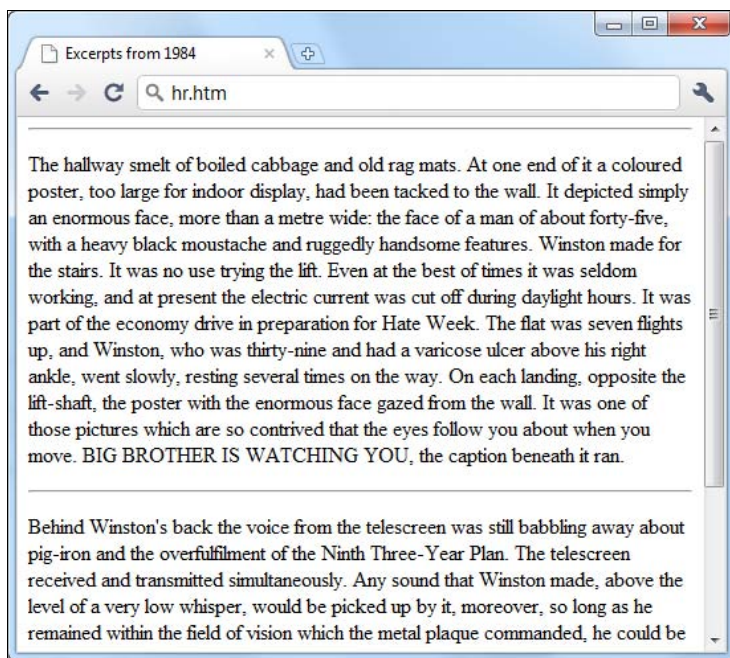 Excerpts from 1984
hr.htm
The hallway smelt of boiled cabbage and old rag mats. At one end of it a coloured
poster, too large for indoor display, had been tacked to the wall. It depicted simply
an enormous face, more than a metre wide: the face of a man of about forty-five,
with a heavy black moustache and ruggedly handsome features. Winston made for
the stairs. It was no use trying the lift. Even at the best of times it was seldom
working, and at present the electric current was cut off during daylight hours. It was
part of the economy drive in preparation for Hate Week. The flat was seven flights
up, and Winston, who was thirty-nine and had a varicose ulcer above his right
ankle, went slowly, resting several times on the way. On each landing, opposite the
lift-shaft, the poster with the enormous face gazed from the wall. It was one of
those pictures which are so contrived that the eyes follow you about when you
move. BIG BROTHER IS WATCHING YOU, the caption beneath it ran.
Behind Winston's back the voice from the telescreen was still babbling away about
pig-iron and the overfulfilment of the Ninth Three-Year Plan. The telescreen
received and transmitted simultaneously. Any sound that Winston made, above the
level of a very low whisper, would be picked up by it, moreover, so long as he
remained within the field of vision which the metal plaque commanded, he could be